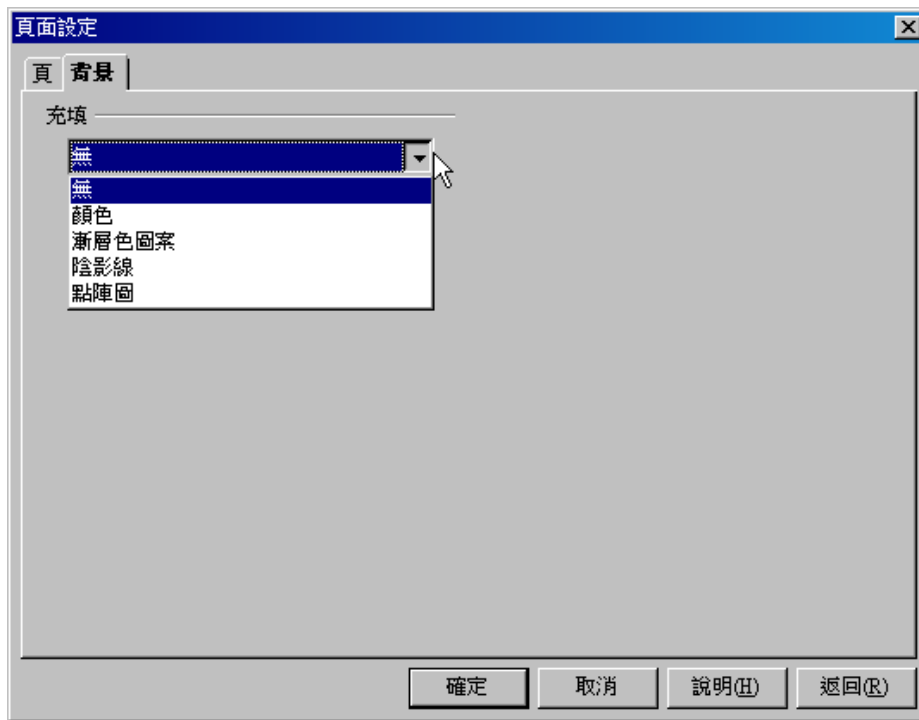 頁面設定
頁 背景
充填
無
無
顏色
漸層色圖案
陰影線
點陣圖
確定 取消 說明(H) 返回(R)